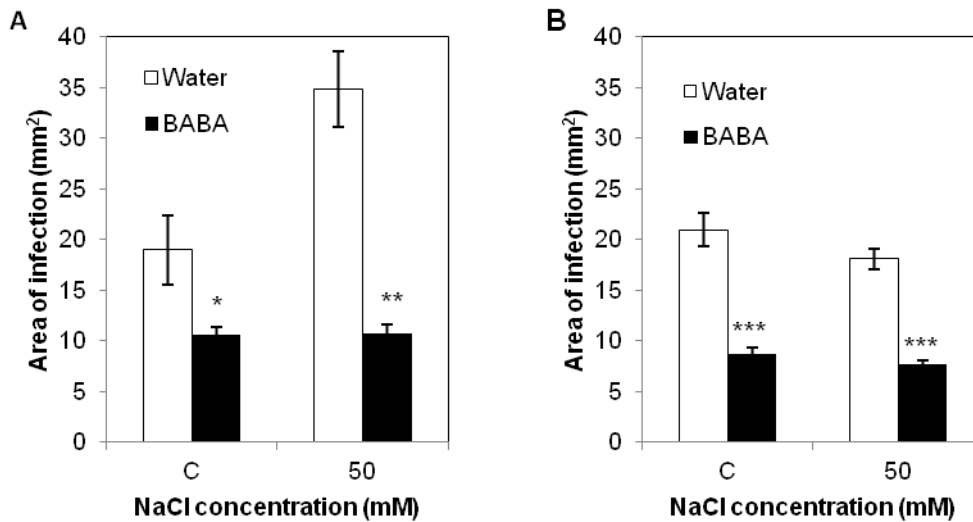 A
Area of infection (mm²)
40
35
30
25
20
15
10
5
0
Water
BABA
*
**
C
50
NaCl concentration (mM)
B
Area of infection (mm²)
40
35
30
25
20
15
10
5
0
Water
BABA
***
***
C
50
NaCl concentration (mM)